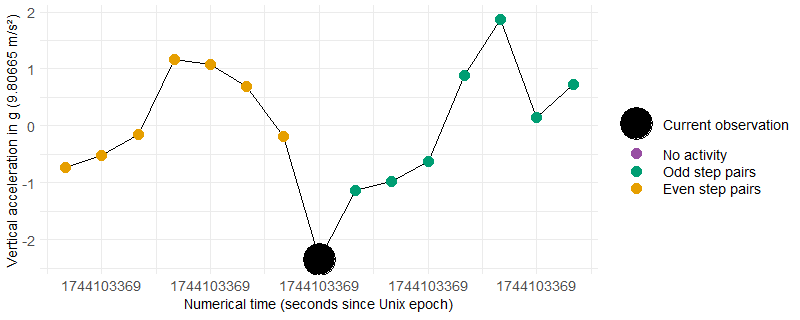 Vertical acceleration in g (9.80665 m/s²)
2
1
0
-1
-2
1744103369 1744103369 1744103369 1744103369 1744103369
Numerical time (seconds since Unix epoch)
Current observation
No activity
Odd step pairs
Even step pairs